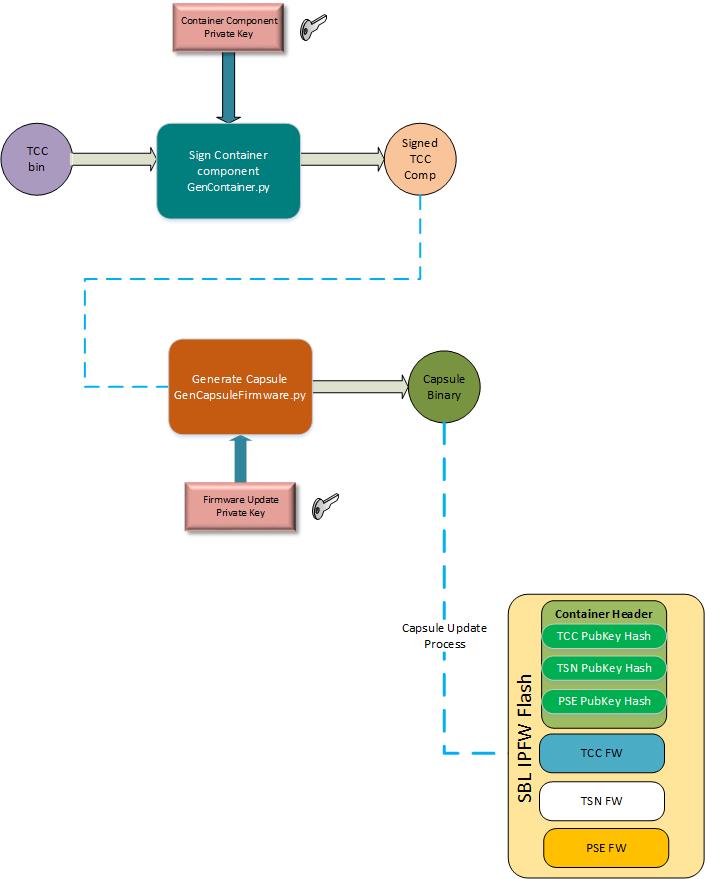 Container Component
Private Key
TCC
bin
Sign Container
component
GenContainer.py
Signed
TCC
Comp
Generate Capsule
GenCapsuleFirmware.py
Capsule
Binary
Firmware Update
Private Key
Capsule Update
Process
SBL IPFW Flash
Container Header
TCC PubKey Hash
TSN PubKey Hash
PSE PubKey Hash
TCC FW
TSN FW
PSE FW